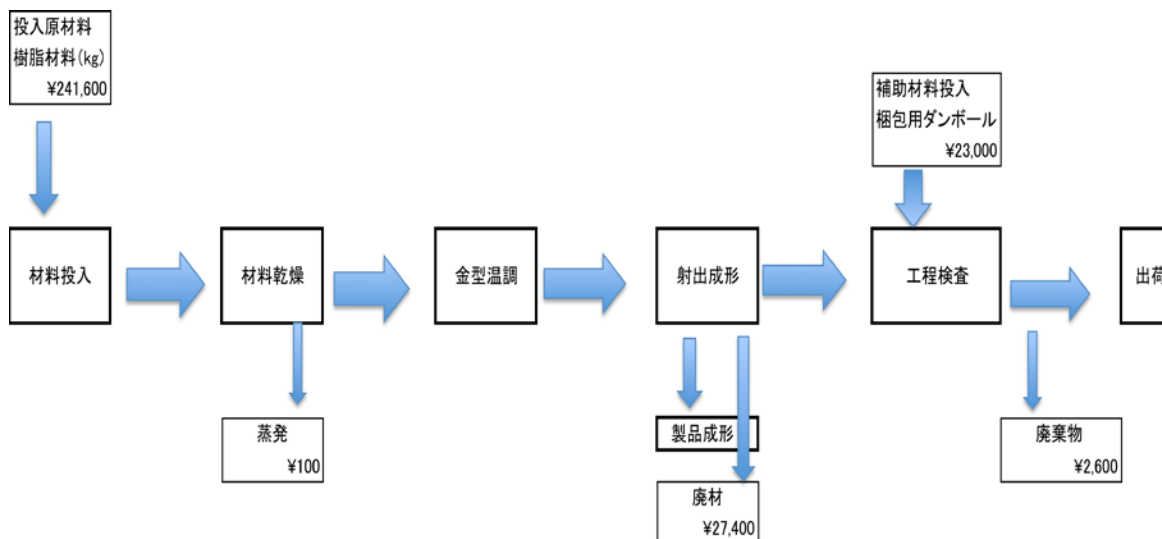 投入原材料
樹脂材料(kg)
¥241,600
補助材料投入
梱包用ダンボール
¥23,000
材料投入
材料乾燥
金型温調
射出成形
工程検査
出荷
蒸発
¥100
製品成形
廃材
¥27,400
廃棄物
¥2,600